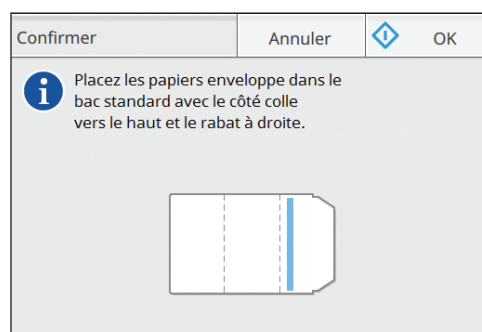 Confirmer
Annuler
OK
Placez les papiers enveloppe dans le
bac standard avec le côté colle
vers le haut et le rabat à droite.